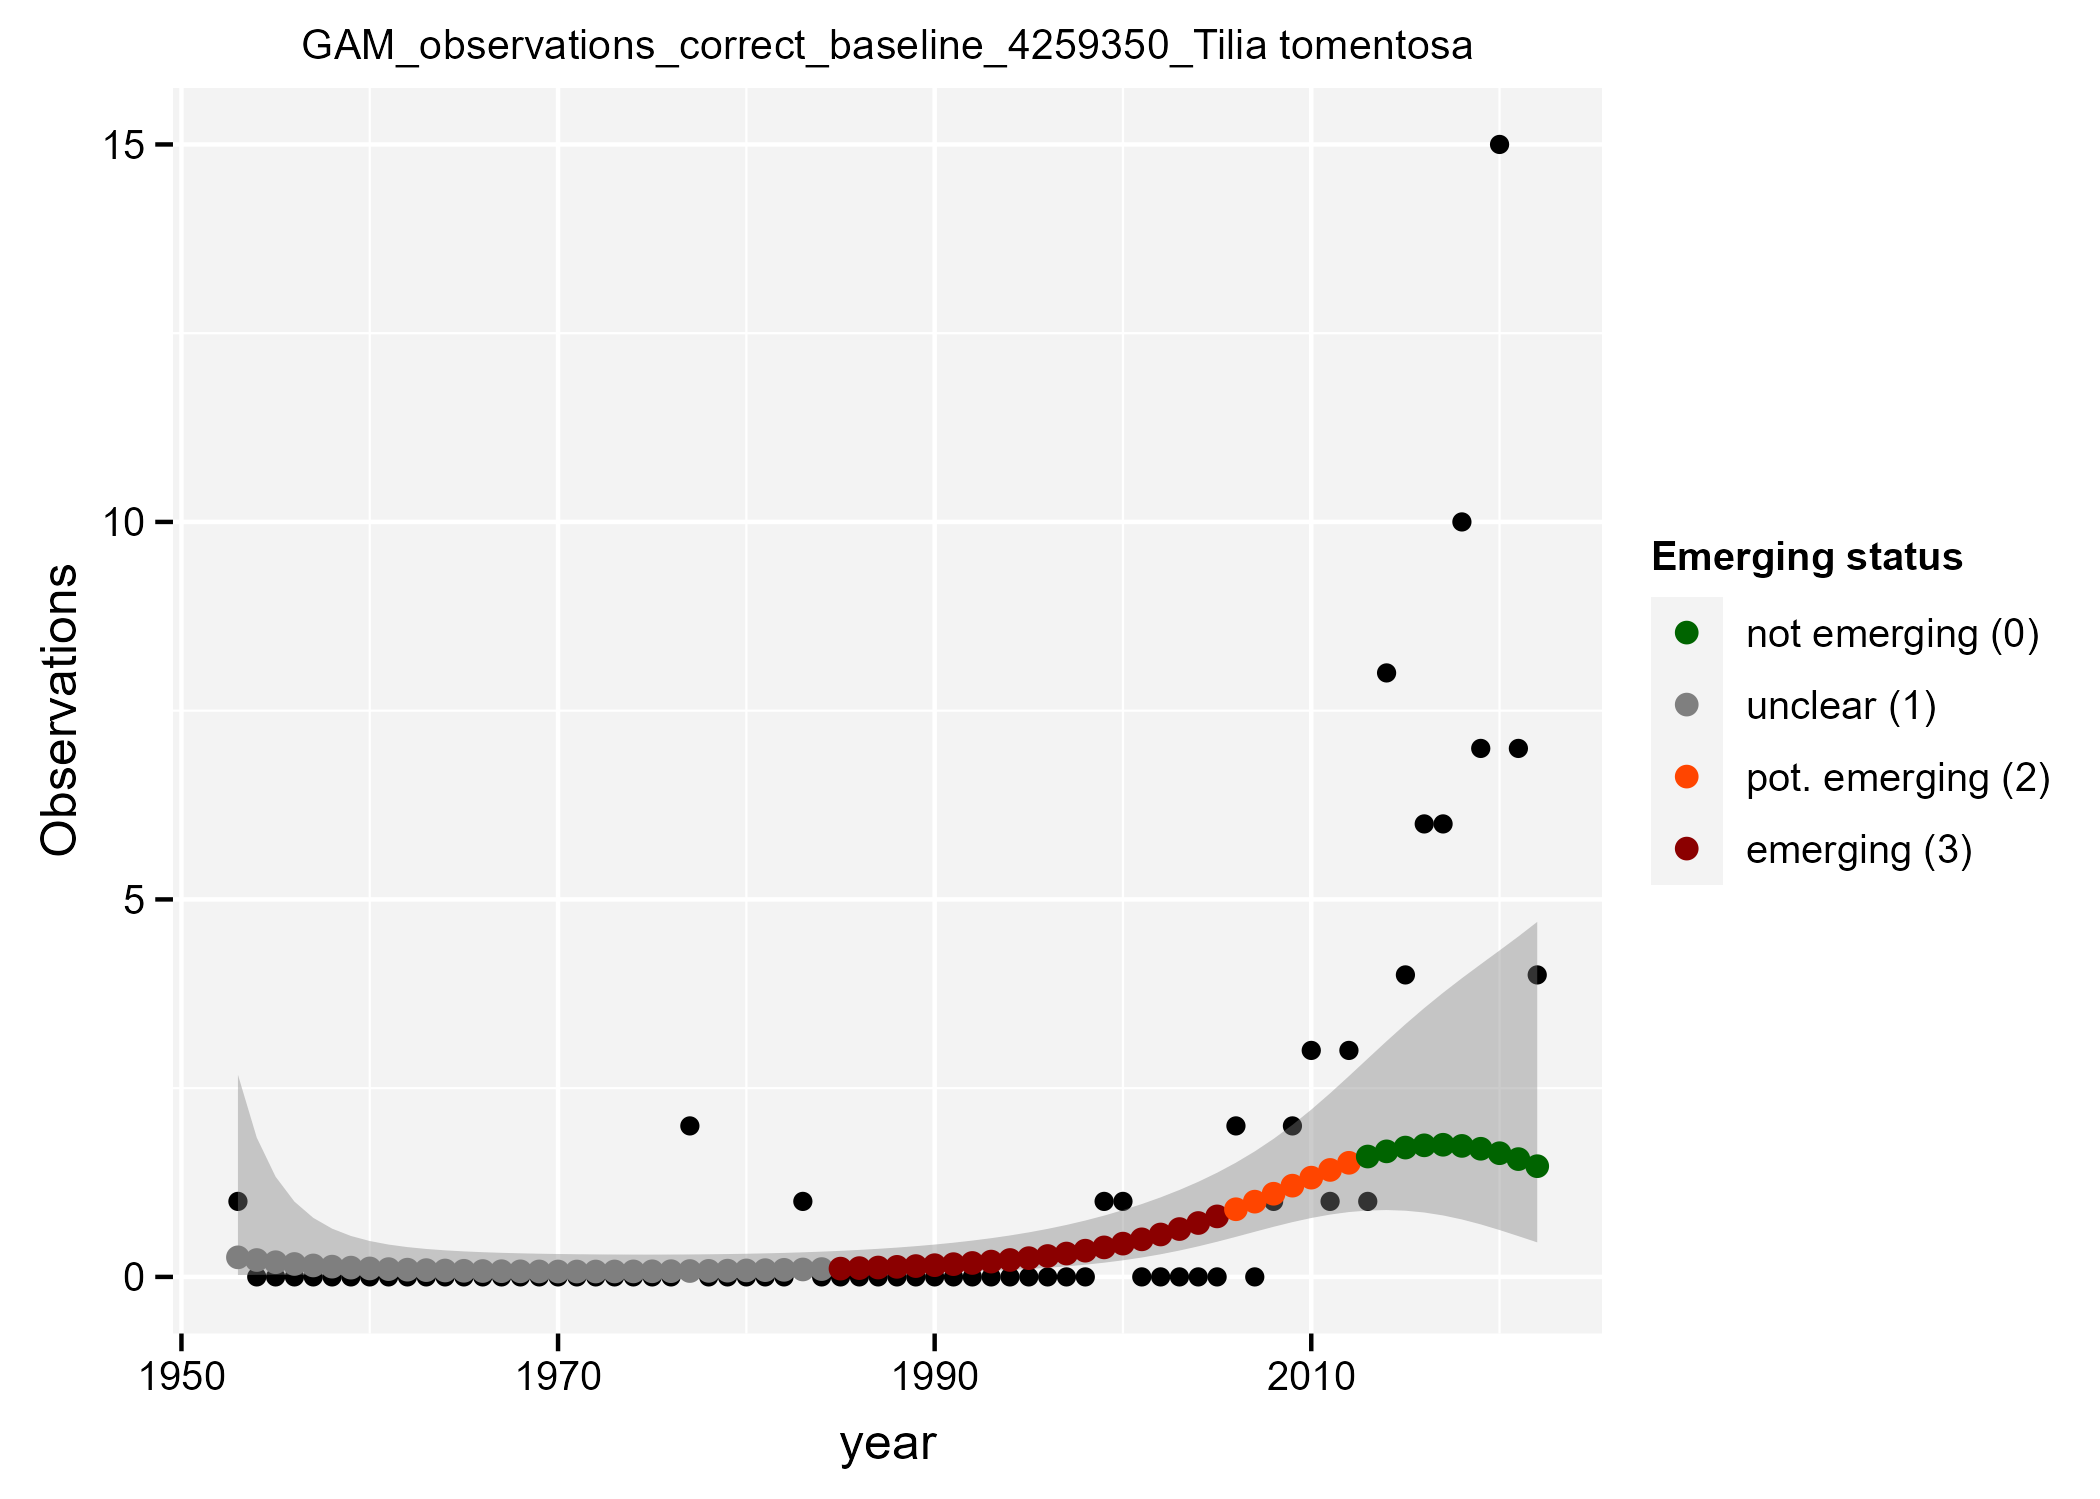 GAM_observations_correct_baseline_4259350_Tilia tomentosa
15
10
5
0
Observations
1950 1970 1990 2010
year
Emerging status
not emerging (0)
unclear (1)
pot. emerging (2)
emerging (3)